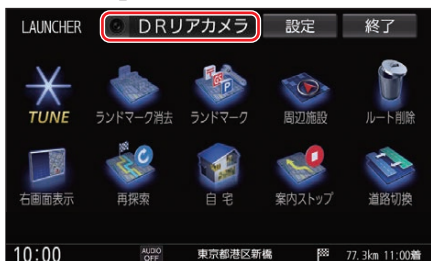 LAUNCHER DRリアカメラ 設定 終了
TUNE ランドマーク消去 ランドマーク 周辺施設 ルート削除
右画面表示 再探索 自宅 案内ストップ 道路切換
10:00 AUDIO OFF 東京都港区新橋 77.3km 11:00着